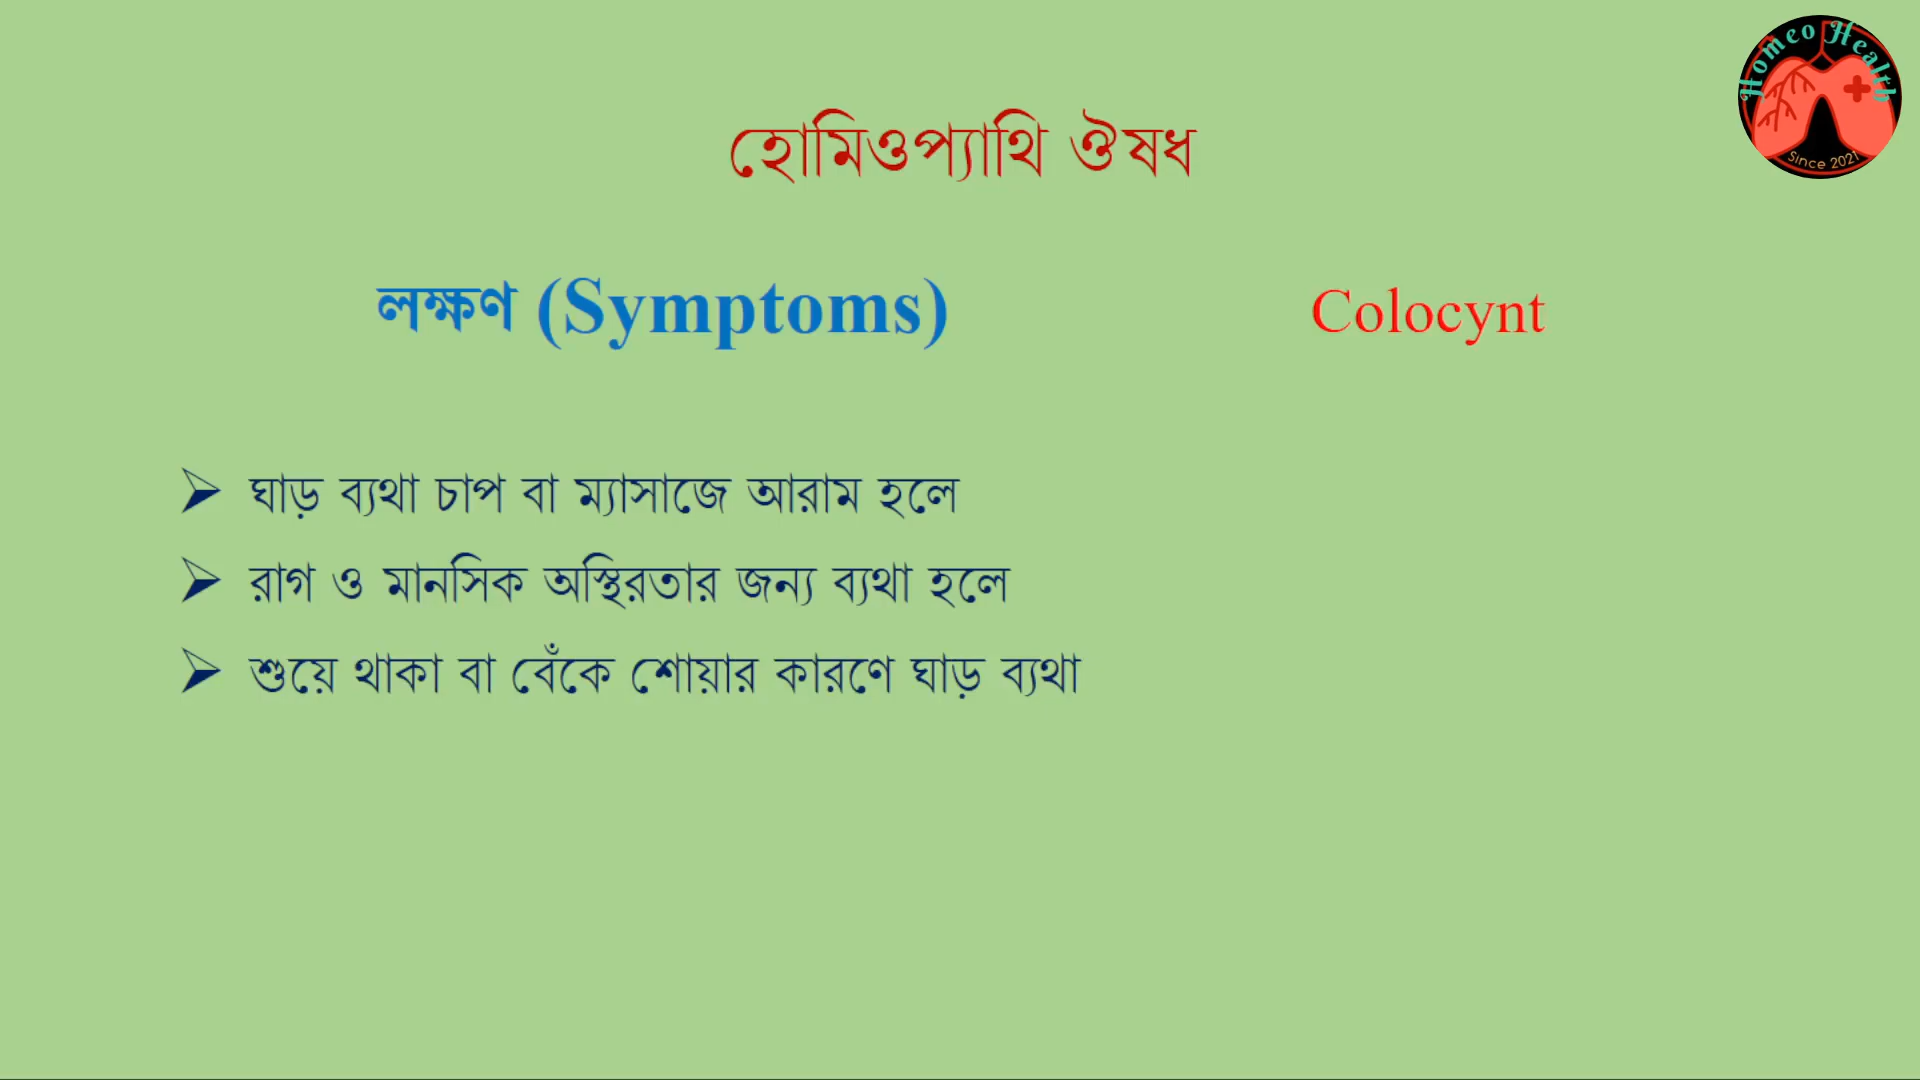 Homeo Health
Since 2021
হোমিওপ্যাথি ঔষধ
লক্ষণ (Symptoms)
Colocynt
➢ ঘাড় ব্যথা চাপ বা ম্যাসাজে আরাম হলে
➢ রাগ ও মানসিক অস্থিরতার জন্য ব্যথা হলে
➢ শুয়ে থাকা বা বেঁকে শোয়ার কারণে ঘাড় ব্যথা